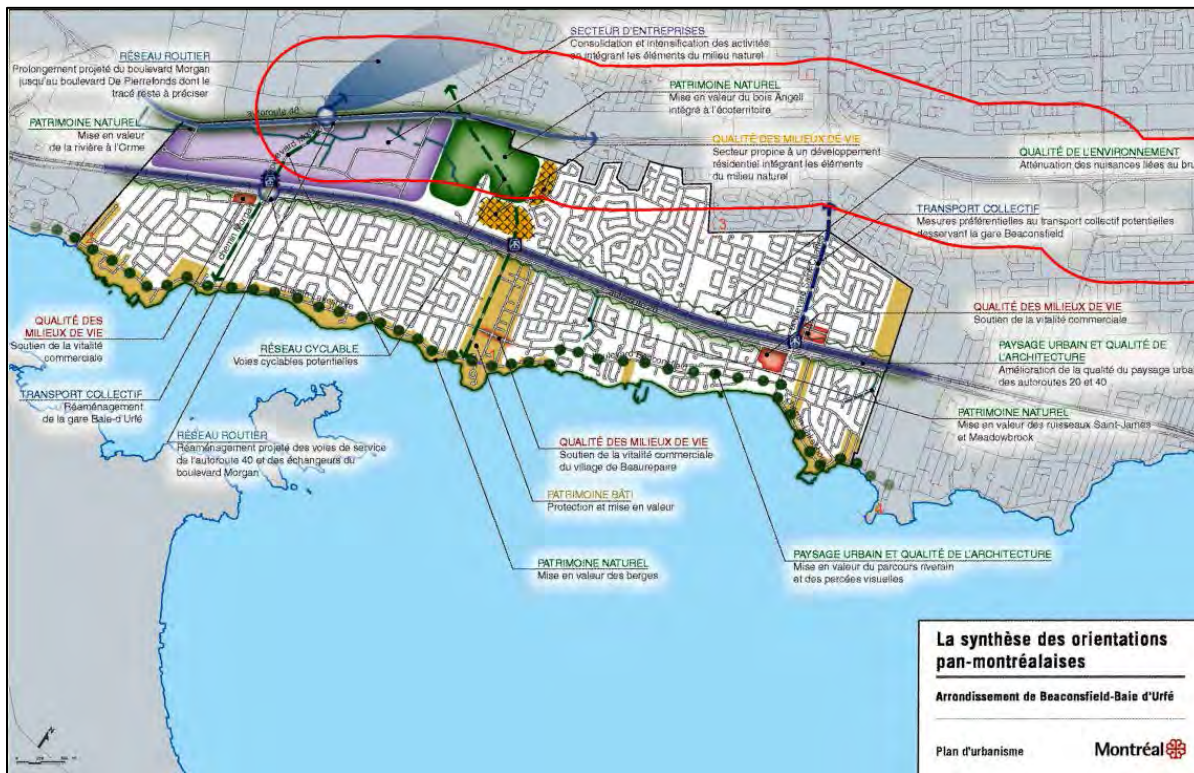 RÉSEAU ROUTIER
Prolongement projeté du boulevard Morgan
jusqu'au boulevard De Pierrefonds dont le
tracé reste à préciser
SECTEUR D'ENTREPRISES
Consolidation et intensification des activités
en intégrant les éléments du milieu naturel
PATRIMOINE NATUREL
Mise en valeur du bois Angell
intégré à l'écoterritoire
PATRIMOINE NATUREL
Mise en valeur
de la rivière à l'Orme
autoroute 40
QUALITÉ DES MILIEUX DE VIE
Secteur propice à un développement
résidentiel intégrant les éléments
du milieu naturel
QUALITÉ DE L'ENVIRONNEMENT
Atténuation des nuisances liées au bru
TRANSPORT COLLECTIF
Mesures préférentielles au transport collectif potentielles
desservant la gare Beaconsfield
3
QUALITÉ DES
MILIEUX DE VIE
Soutien de la vitalité
commerciale
QUALITÉ DES MILIEUX DE VIE
Soutien de la vitalité commerciale
RÉSEAU CYCLABLE
Voies cyclables potentielles
PAYSAGE URBAIN ET QUALITÉ DE
L'ARCHITECTURE
Amélioration de la qualité du paysage urba
des autoroutes 20 et 40
TRANSPORT COLLECTIF
Réaménagement
de la gare Baie-d'Urfé
PATRIMOINE NATUREL
Mise en valeur des ruisseaux Saint-James
et Meadowbrook
RÉSEAU ROUTIER
Réaménagement projeté des voies de service
de l'autoroute 40 et des échangeurs du
boulevard Morgan
QUALITÉ DES MILIEUX DE VIE
Soutien de la vitalité commerciale
du village de Beaurepaire
PATRIMOINE BÂTI
Protection et mise en valeur
PATRIMOINE NATUREL
Mise en valeur des berges
PAYSAGE URBAIN ET QUALITÉ DE L'ARCHITECTURE
Mise en valeur du parcours riverain
et des percées visuelles
La synthèse des orientations
pan-montréalaises
Arrondissement de Beaconsfield-Baie d'Urfé
Plan d'urbanisme
Montréal